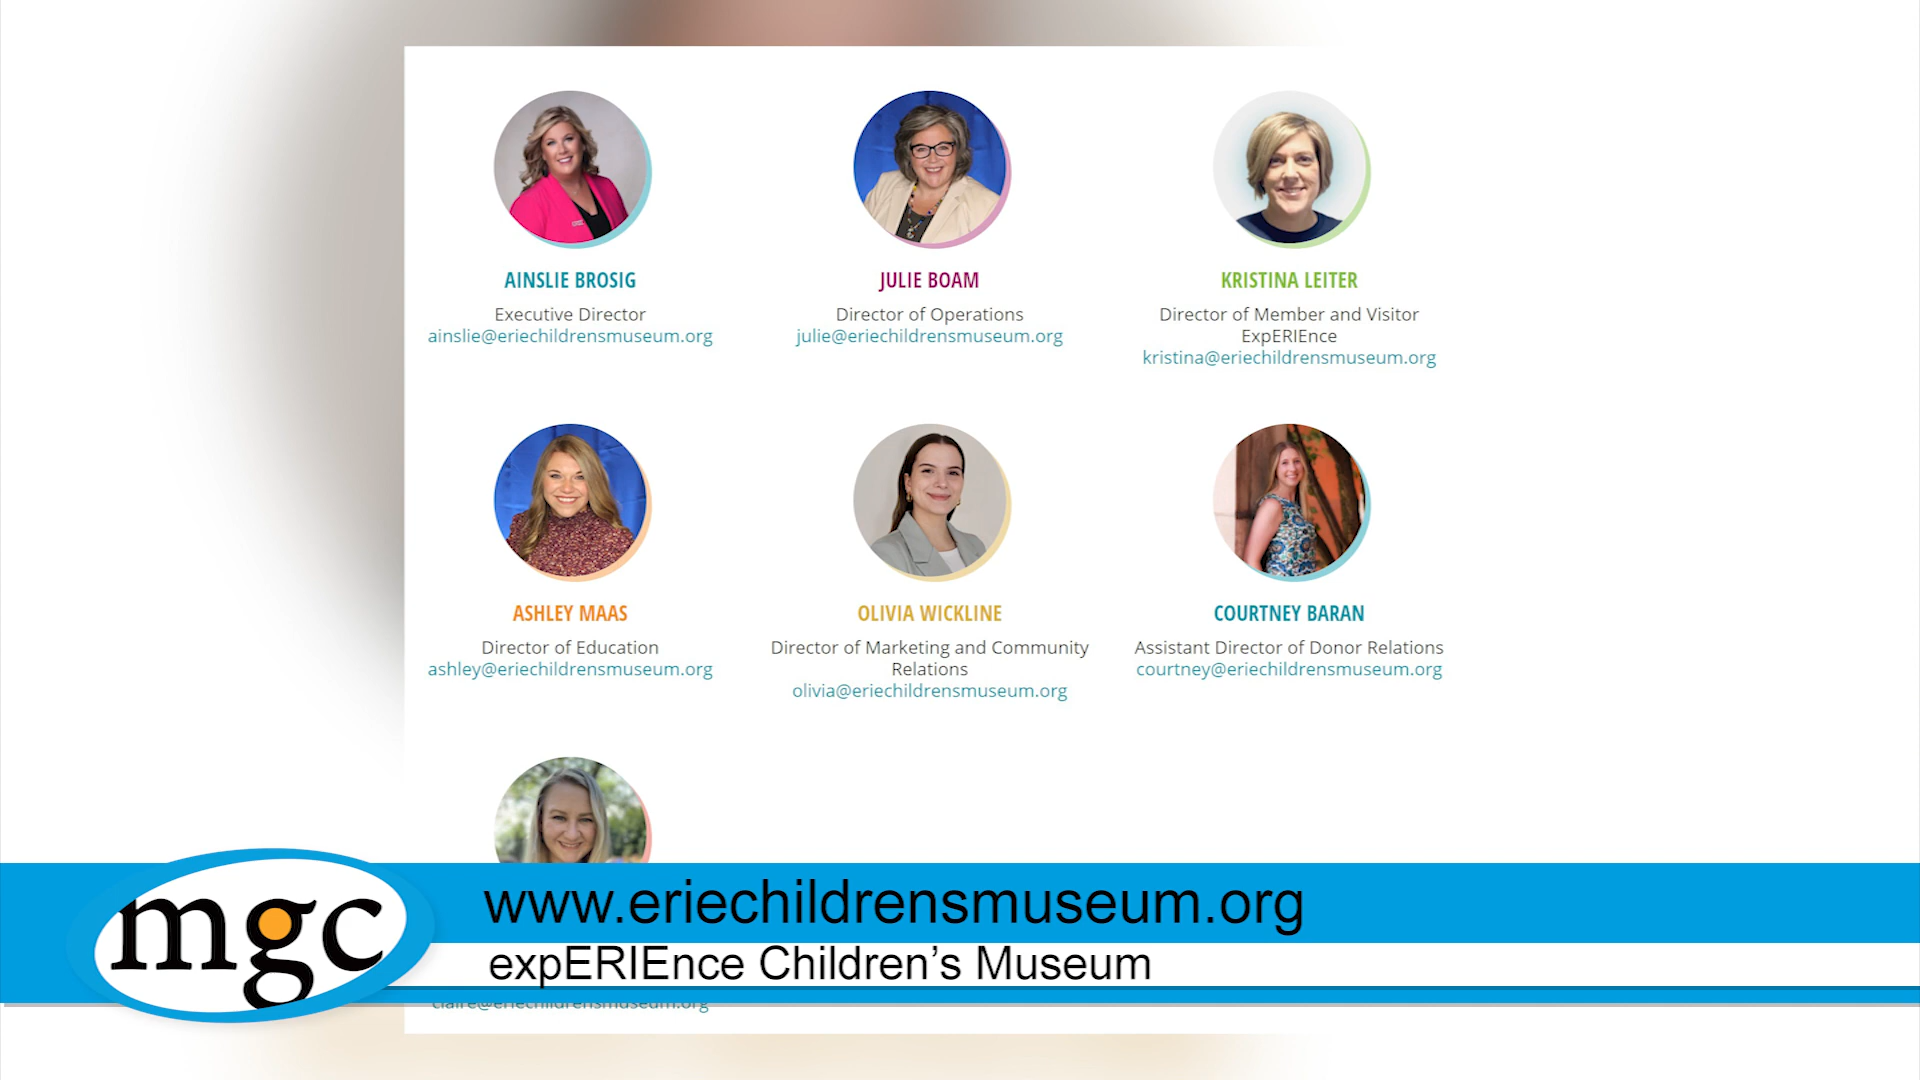 AINSLIE BROSIG
Executive Director
ainslie@eriechildrensmuseum.org
JULIE BOAM
Director of Operations
julie@eriechildrensmuseum.org
KRISTINA LEITER
Director of Member and Visitor
ExpERIEnce
kristina@eriechildrensmuseum.org
ASHLEY MAAS
Director of Education
ashley@eriechildrensmuseum.org
OLIVIA WICKLINE
Director of Marketing and Community
Relations
olivia@eriechildrensmuseum.org
COURTNEY BARAN
Assistant Director of Donor Relations
courtney@eriechildrensmuseum.org
mgc
www.eriechildrensmuseum.org
expERIEnce Children’s Museum
claire@eriechildrensmuseum.org